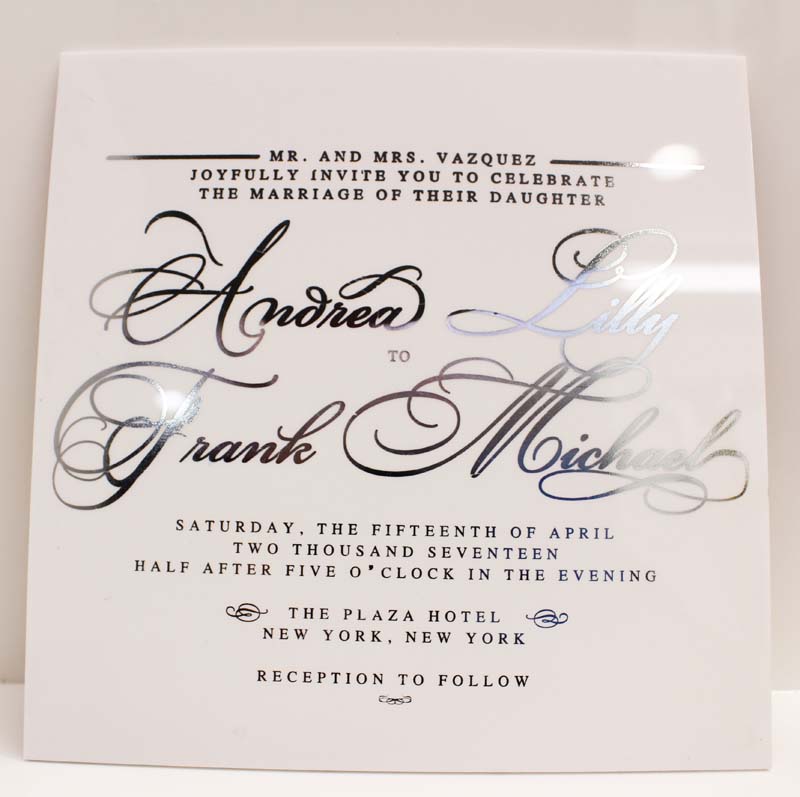 MR. AND MRS. VAZQUEZ
JOYFULLY INVITE YOU TO CELEBRATE
THE MARRIAGE OF THEIR DAUGHTER
Andrea Lilly
TO
Frank Michael
SATURDAY, THE FIFTEENTH OF APRIL
TWO THOUSAND SEVENTEEN
HALF AFTER FIVE O'CLOCK IN THE EVENING
THE PLAZA HOTEL
NEW YORK, NEW YORK
RECEPTION TO FOLLOW